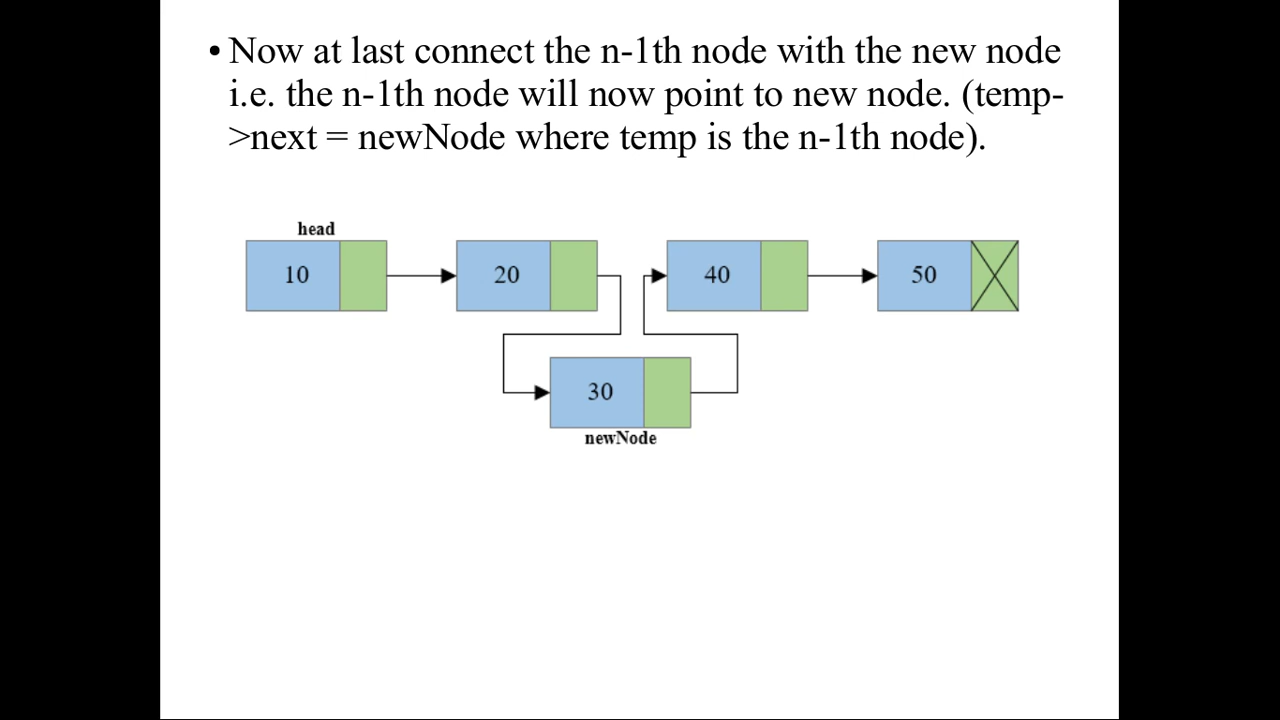 • Now at last connect the n-1th node with the new node
i.e. the n-1th node will now point to new node. (temp-
>next = newNode where temp is the n-1th node).
head
10
20
40
50
30
newNode